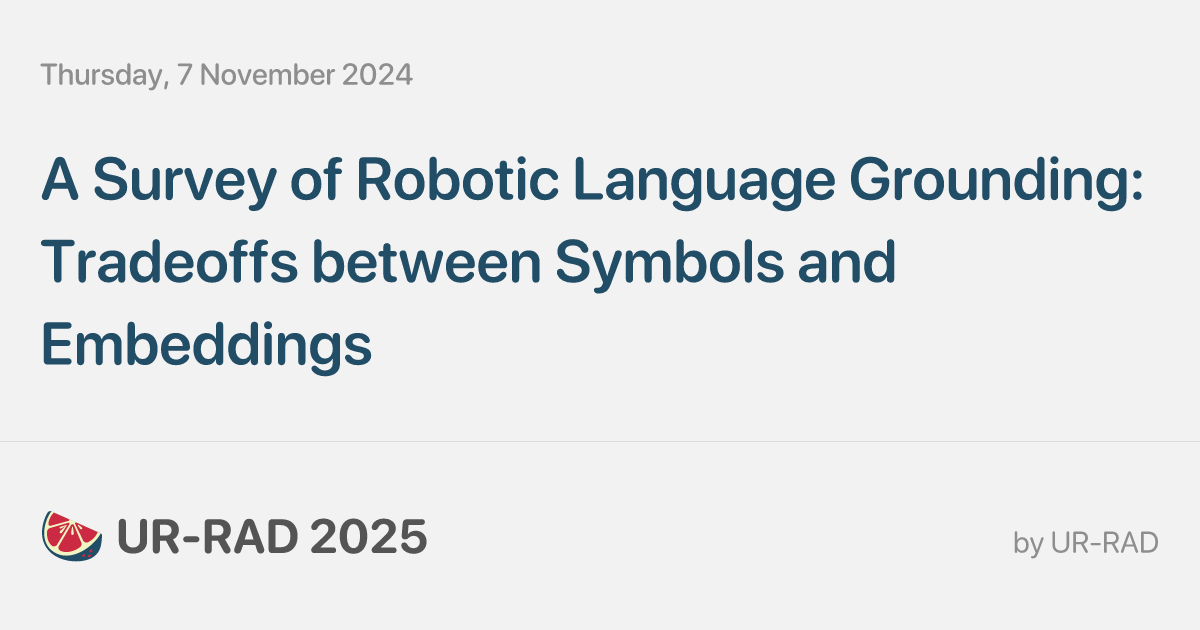 Thursday, 7 November 2024
A Survey of Robotic Language Grounding:
Tradeoffs between Symbols and
Embeddings
UR-RAD 2025
by UR-RAD